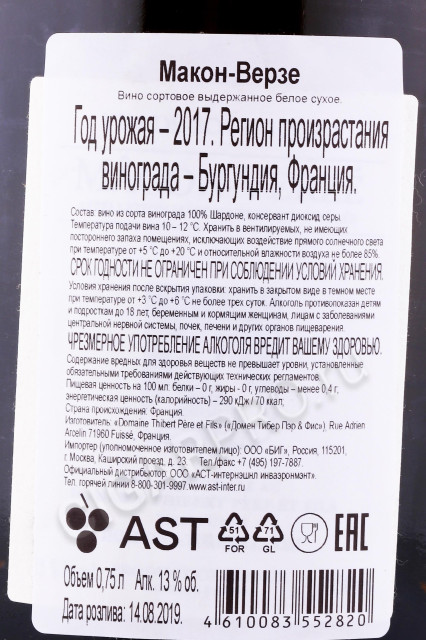 Макон-Верзе
Вино сортовое выдержанное белое сухое.
Год урожая – 2017. Регион произрастания
винограда – Бургундия, Франция.
Состав: вино из сорта винограда 100% Шардоне, консервант диоксид серы.
Температура подачи вина 10 – 12 °C. Хранить в вентилируемых, не имеющих
постороннего запаха помещениях, исключающих воздействие прямого солнечного света
при температуре от +5 °C до +20 °C и относительной влажности воздуха не более 85%.
СРОК ГОДНОСТИ НЕ ОГРАНИЧЕН ПРИ СОБЛЮДЕНИИ УСЛОВИЙ ХРАНЕНИЯ.
Условия хранения после вскрытия упаковки: хранить в закрытом виде в темном месте
при температуре от +3 °C до +6 °C не более трех суток. Алкоголь противопоказан детям
и подросткам до 18 лет, беременным и кормящим женщинам, лицам с заболеваниями
центральной нервной системы, почек, печени и других органов пищеварения.
ЧРЕЗМЕРНОЕ УПОТРЕБЛЕНИЕ АЛКОГОЛЯ ВРЕДИТ ВАШЕМУ ЗДОРОВЬЮ.
Содержание вредных для здоровья веществ не превышает уровни, установленные
обязательными требованиями действующих технических регламентов.
Пищевая ценность на 100 мл: белки – 0 г, жиры - 0 г, углеводы – менее 0,4 г,
энергетическая ценность (калорийность) – 290 кДж / 70 ккал;
Страна происхождения: Франция.
Изготовитель: «Domaine Thibert Père et Fils» («Домен Тибер Пэр & Фис»), Rue Adrien
Arcelin 71960 Fuissé, Франция.
Импортер (уполномоченное изготовителем лицо): ООО «БИГ», Россия, 115201,
г. Москва, Каширский проезд, д. 23. Тел./факс +7 (495) 197-7887.
Официальный дистрибьютор: ООО «АСТ-интернэшнл инваэронмэнт».
Тел. горячей линии 8-800-301-9997 www.ast-inter.ru
AST 51 FOR 71 GL EAC
Объем 0,75 л Алк. 13 % об.
Дата розлива: 14.08.2019.
4 610083 552820